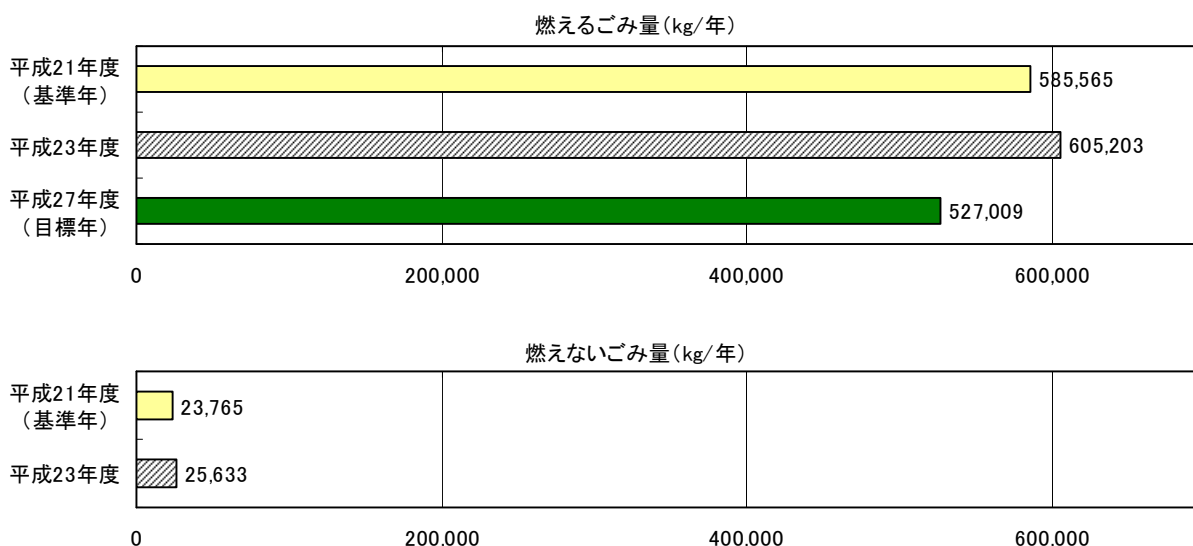 燃えるごみ量(kg/年)
平成21年度
(基準年)
585,565
平成23年度
605,203
平成27年度
(目標年)
527,009
0 200,000 400,000 600,000
燃えないごみ量(kg/年)
平成21年度
(基準年)
23,765
平成23年度
25,633
0 200,000 400,000 600,000